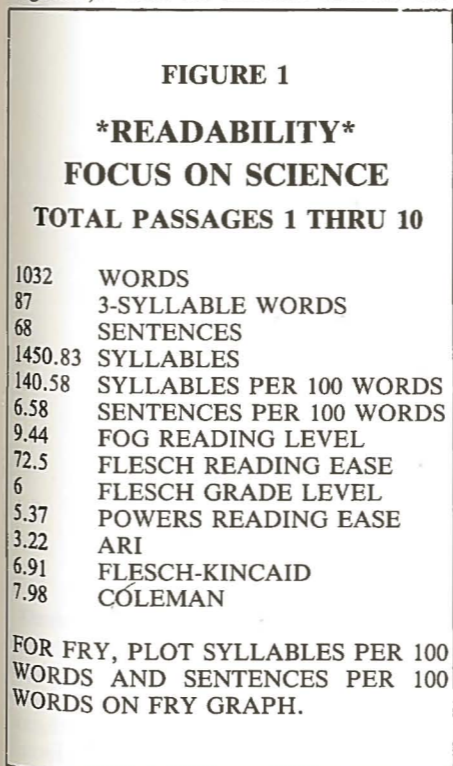 FIGURE 1
*READABILITY*
FOCUS ON SCIENCE
TOTAL PASSAGES 1 THRU 10
1032 WORDS
87 3-SYLLABLE WORDS
68 SENTENCES
1450.83 SYLLABLES
140.58 SYLLABLES PER 100 WORDS
6.58 SENTENCES PER 100 WORDS
9.44 FOG READING LEVEL
72.5 FLESCH READING EASE
6 FLESCH GRADE LEVEL
5.37 POWERS READING EASE
3.22 ARI
6.91 FLESCH-KINCAID
7.98 COLEMAN
FOR FRY, PLOT SYLLABLES PER 100
WORDS AND SENTENCES PER 100
WORDS ON FRY GRAPH.